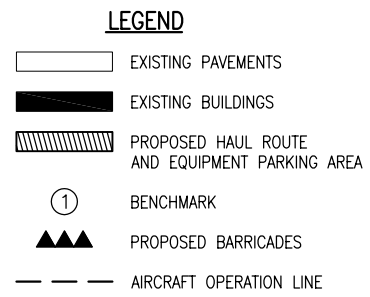 LEGEND
EXISTING PAVEMENTS
EXISTING BUILDINGS
PROPOSED HAUL ROUTE
AND EQUIPMENT PARKING AREA
1 BENCHMARK
PROPOSED BARRICADES
AIRCRAFT OPERATION LINE